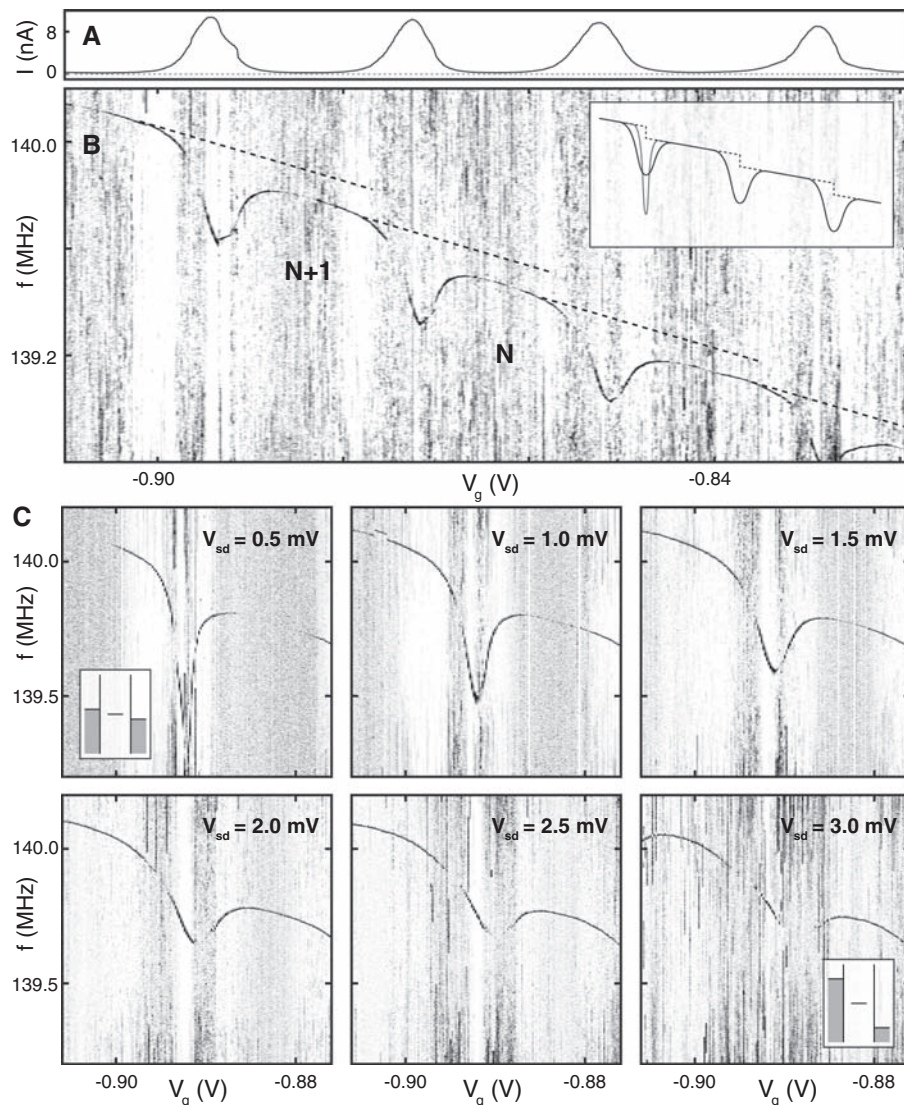 A
I (nA)
8
0
B
f (MHz)
140.0
139.2
N+1
N
-0.90
V_g (V)
-0.84
C
V_sd = 0.5 mV
V_sd = 1.0 mV
V_sd = 1.5 mV
f (MHz)
140.0
139.5
V_sd = 2.0 mV
V_sd = 2.5 mV
V_sd = 3.0 mV
f (MHz)
140.0
139.5
-0.90
V_g (V)
-0.88
-0.90
V_g (V)
-0.88
-0.90
V_g (V)
-0.88